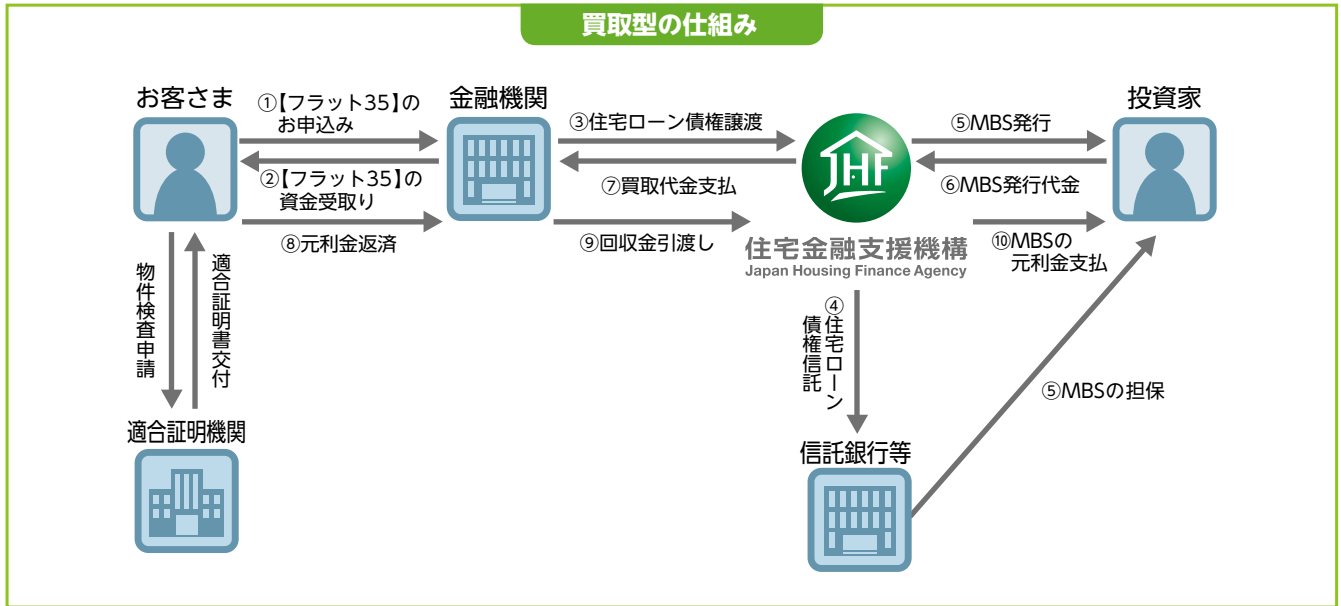 買取型の仕組み
お客さま
①【フラット35】の
お申込み
金融機関
③住宅ローン債権譲渡
JHF
⑤MBS発行
投資家
②【フラット35】の
資金受取り
⑦買取代金支払
⑥MBS発行代金
⑧元利金返済
⑨回収金引渡し
住宅金融支援機構
Japan Housing Finance Agency
⑩MBSの
元利金支払
物件検査申請
適合証明書交付
④住宅ローン
債権信託
⑤MBSの担保
適合証明機関
信託銀行等